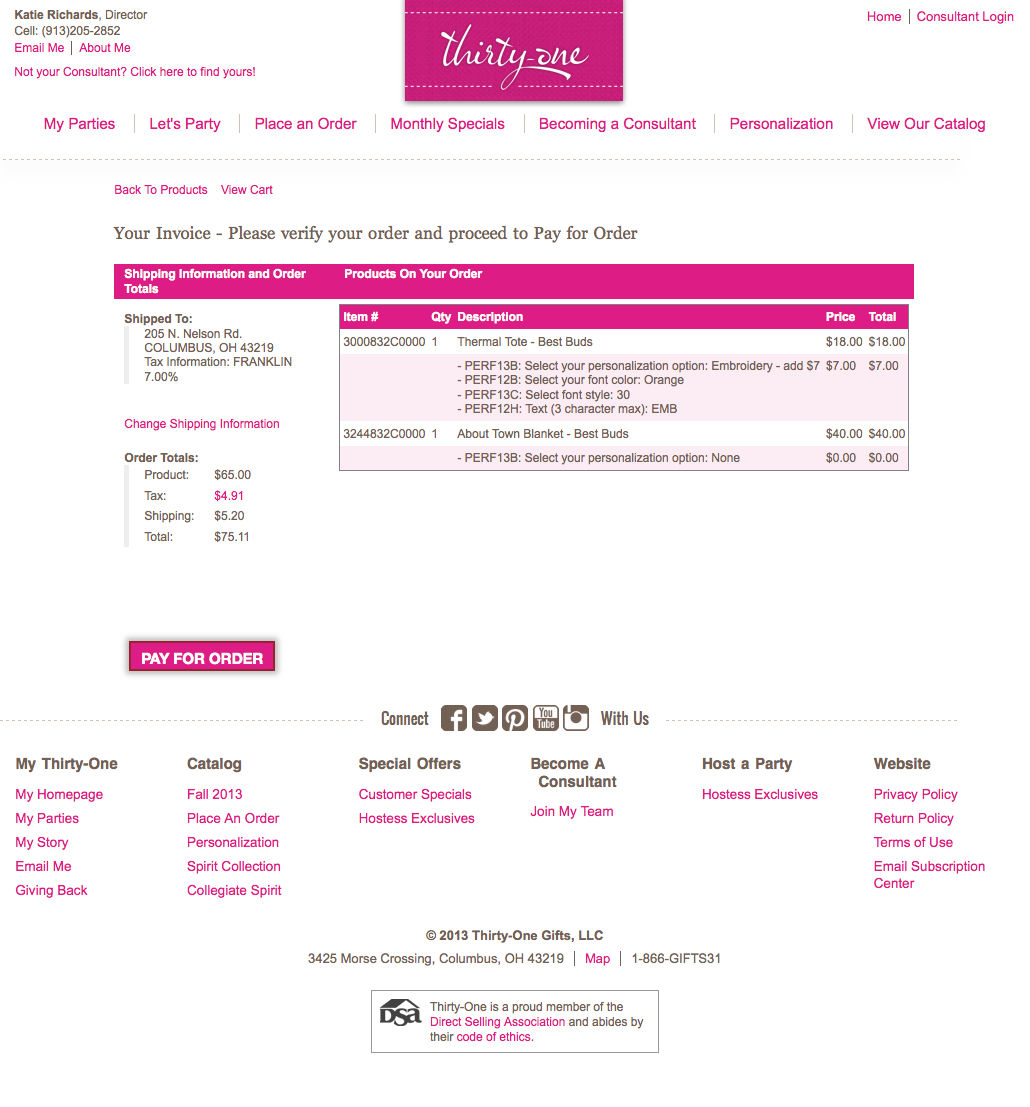 Katie Richards, Director
Cell: (913)205-2852
Email Me | About Me
Not your Consultant? Click here to find yours!
thirty-one
Home | Consultant Login
My Parties | Let's Party | Place an Order | Monthly Specials | Becoming a Consultant | Personalization | View Our Catalog
Back To Products View Cart
Your Invoice - Please verify your order and proceed to Pay for Order
Shipping Information and Order
Totals
Products On Your Order
Shipped To:
205 N. Nelson Rd.
COLUMBUS, OH 43219
Tax Information: FRANKLIN
7.00%
Change Shipping Information
Order Totals:
Product: $65.00
Tax: $4.91
Shipping: $5.20
Total: $75.11
Item # Qty Description Price Total
3000832C0000 1 Thermal Tote - Best Buds $18.00 $18.00
- PERF13B: Select your personalization option: Embroidery - add $7 $7.00 $7.00
- PERF12B: Select your font color: Orange
- PERF13C: Select font style: 30
- PERF12H: Text (3 character max): EMB
3244832C0000 1 About Town Blanket - Best Buds $40.00 $40.00
- PERF13B: Select your personalization option: None $0.00 $0.00
PAY FOR ORDER
Connect You Tube With Us
My Thirty-One
My Homepage
My Parties
My Story
Email Me
Giving Back
Catalog
Fall 2013
Place An Order
Personalization
Spirit Collection
Collegiate Spirit
Special Offers
Customer Specials
Hostess Exclusives
Become A
Consultant
Join My Team
Host a Party
Hostess Exclusives
Website
Privacy Policy
Return Policy
Terms of Use
Email Subscription
Center
© 2013 Thirty-One Gifts, LLC
3425 Morse Crossing, Columbus, OH 43219 | Map | 1-866-GIFTS31
DSA
Thirty-One is a proud member of the
Direct Selling Association and abides by
their code of ethics.